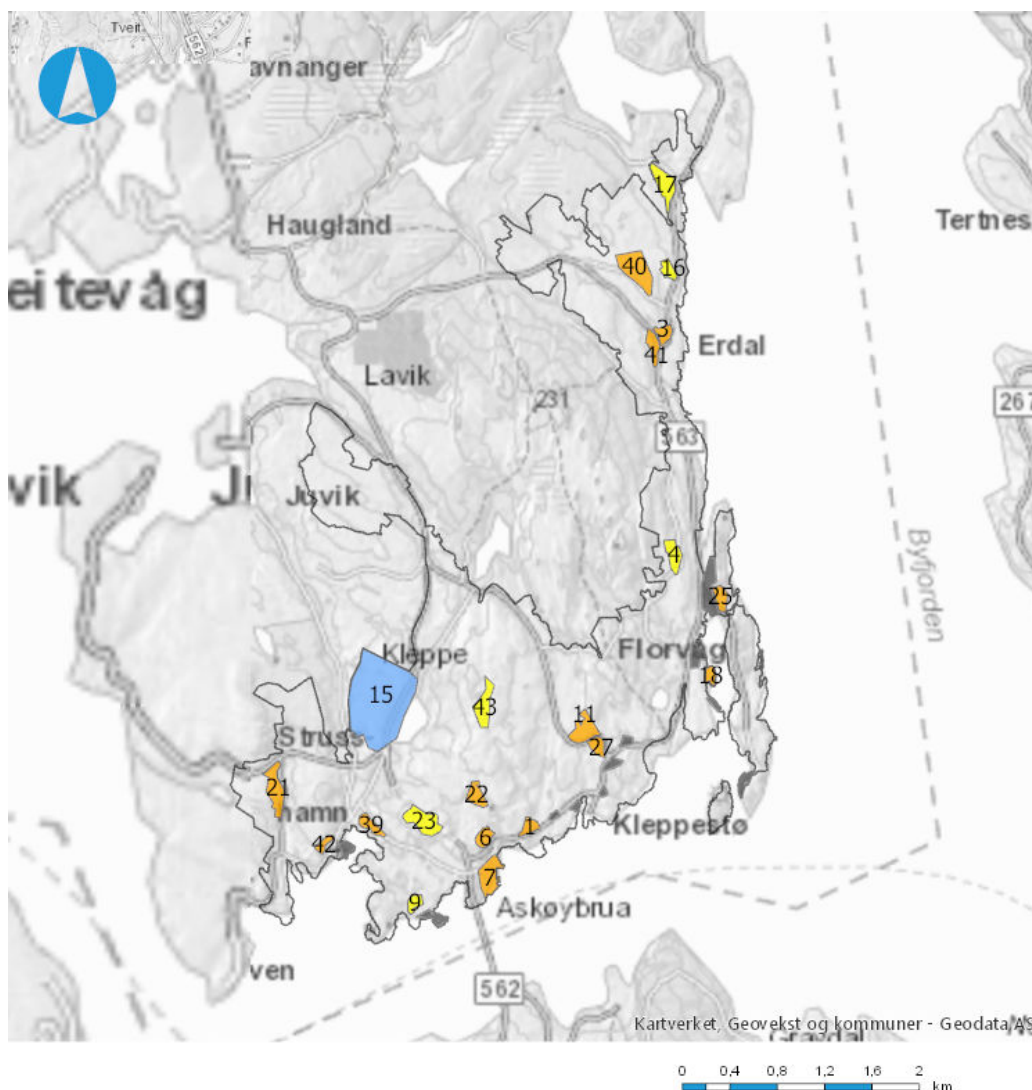 Tveit
562
avnanger
17
Haugland
Tertnes
40
16
eitevåg
3
Erdal
41
Lavik
231
267
563
vik
Juvik
Byfjorden
4
25
Florvåg
Kleppe
18
15
43
11
27
Struss-
21
22
hamn
39
23
1
Kleppestø
42
6
7
9
Askøybrua
ven
562
Kartverket, Geovekst og kommuner - Geodata AS
0 0,4 0,8 1,2 1,6 2
km